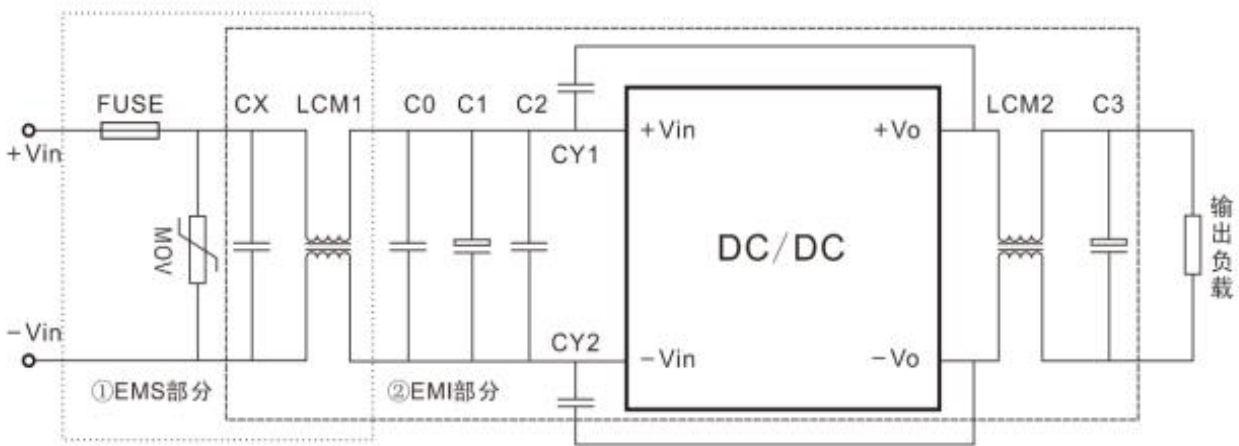 FUSE
CX
LCM1
C0
C1
C2
LCM2
C3
+Vin
+Vin
+Vo
CY1
MOV
DC/DC
输出负载
-Vin
CY2
-Vin
-Vo
①EMS部分
②EMI部分